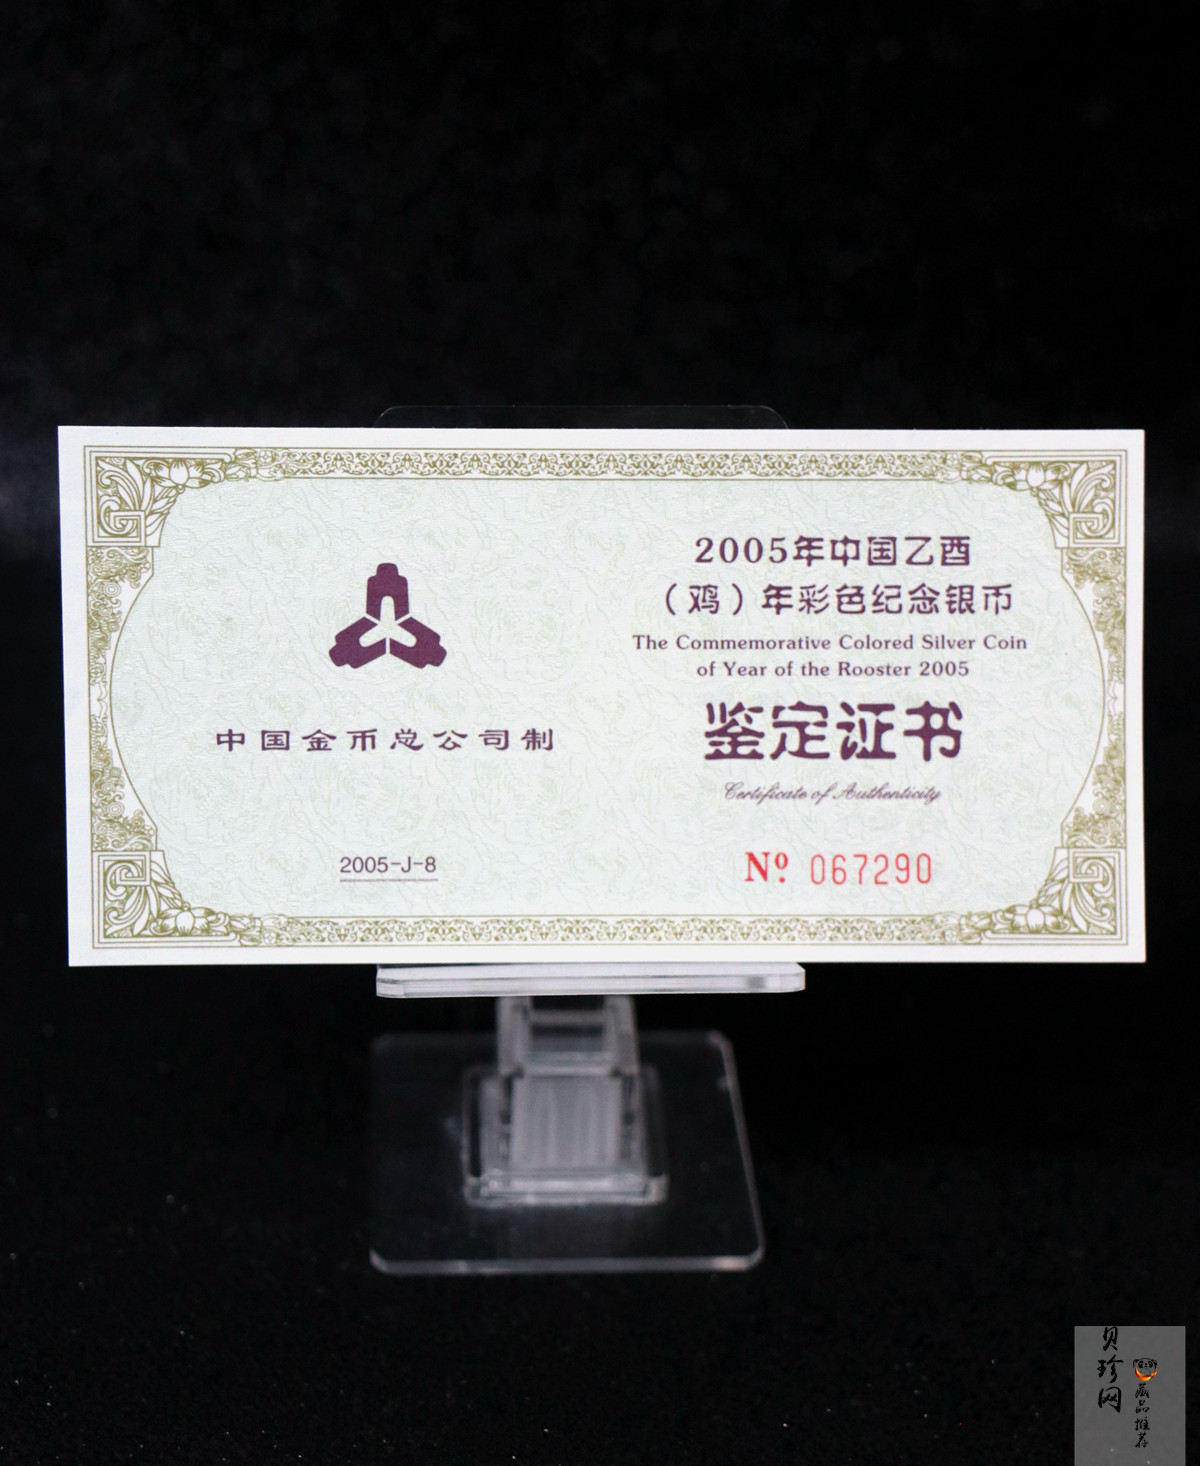 中国金币总公司制
2005-J-8
2005年中国乙酉
（鸡）年彩色纪念银币
The Commemorative Colored Silver Coin
of Year of the Rooster 2005
鉴定证书
Certificate of Authenticity
Nº 067290
贝珍网
藏品推荐